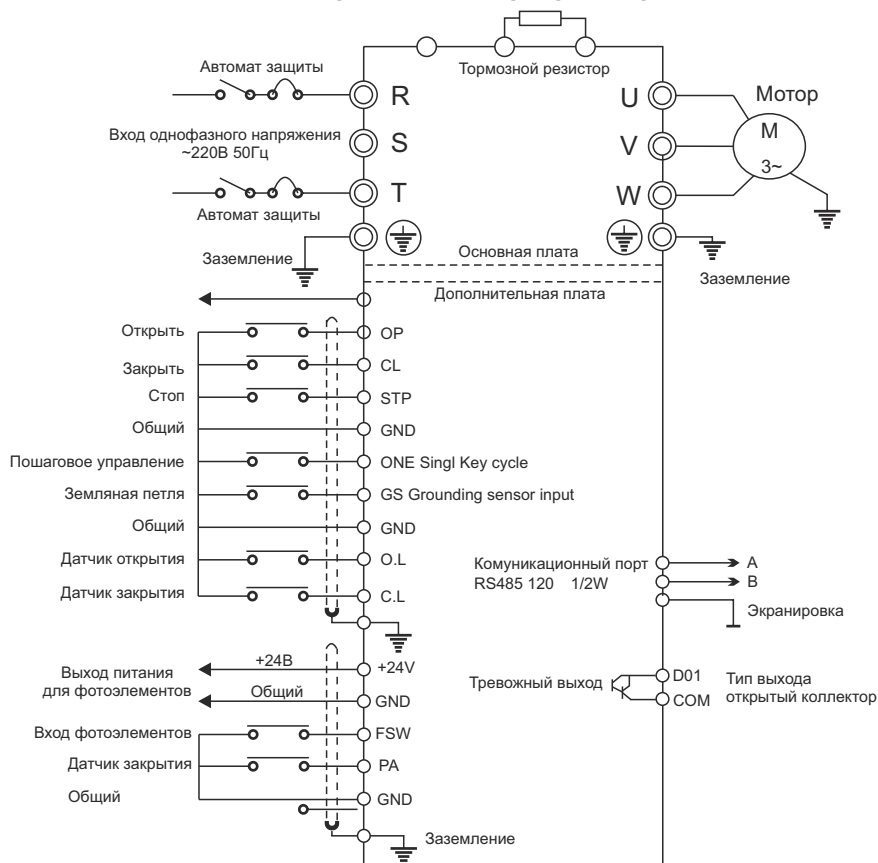 Тормозной резистор
Автомат защиты
R
U
Мотор
M
3~
Вход однофазного напряжения
~220В 50Гц
S
V
T
W
Автомат защиты
Заземление
Основная плата
Заземление
Дополнительная плата
Открыть
OP
Закрыть
CL
Стоп
STP
Общий
GND
Пошаговое управление
ONE Singl Key cycle
Земляная петля
GS Grounding sensor input
Общий
GND
Датчик открытия
O.L
Датчик закрытия
C.L
Комуникационный порт
RS485 120 1/2W
A
B
Экранировка
Выход питания
для фотоэлементов
+24В
+24V
Общий
GND
Тревожный выход
D01
COM
Тип выхода
открытый коллектор
Вход фотоэлементов
FSW
Датчик закрытия
PA
Общий
GND
Заземление